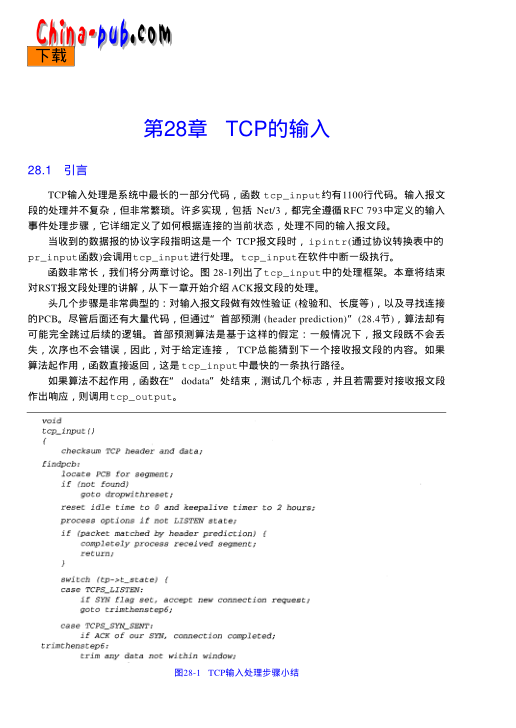 China-pub.com
下载
第28章 TCP的输入
28.1 引言
TCP输入处理是系统中最长的一部分代码，函数 tcp_input约有1100行代码。输入报文
段的处理并不复杂，但非常繁琐。许多实现，包括 Net/3，都完全遵循RFC 793中定义的输入
事件处理步骤，它详细定义了如何根据连接的当前状态，处理不同的输入报文段。
当收到的数据报的协议字段指明这是一个 TCP报文段时，ipintr(通过协议转换表中的
pr_input函数)会调用tcp_input进行处理。tcp_input在软件中断一级执行。
函数非常长，我们将分两章讨论。图 28-1列出了tcp_input中的处理框架。本章将结束
对RST报文段处理的讲解，从下一章开始介绍 ACK报文段的处理。
头几个步骤是非常典型的：对输入报文段做有效性验证 (检验和、长度等)，以及寻找连接
的PCB。尽管后面还有大量代码，但通过“首部预测 (header prediction)”(28.4节)，算法却有
可能完全跳过后续的逻辑。首部预测算法是基于这样的假定：一般情况下，报文段既不会丢
失，次序也不会错误，因此，对于给定连接， TCP总能猜到下一个接收报文段的内容。如果
算法起作用，函数直接返回，这是 tcp_input中最快的一条执行路径。
如果算法不起作用，函数在“ dodata”处结束，测试几个标志，并且若需要对接收报文段
作出响应，则调用tcp_output。
void
tcp_input()
{
checksum TCP header and data;
findpcb:
locate PCB for segment;
if (not found)
goto dropwithreset;
reset idle time to 0 and keepalive timer to 2 hours;
process options if not LISTEN state;
if (packet matched by header prediction) {
completely process received segment;
return;
}
switch (tp->t_state) {
case TCPS_LISTEN:
if SYN flag set, accept new connection request;
goto trimthenstep6;
case TCPS_SYN_SENT:
if ACK of our SYN, connection completed;
trimthenstep6:
trim any data not within window;
图28-1 TCP输入处理步骤小结